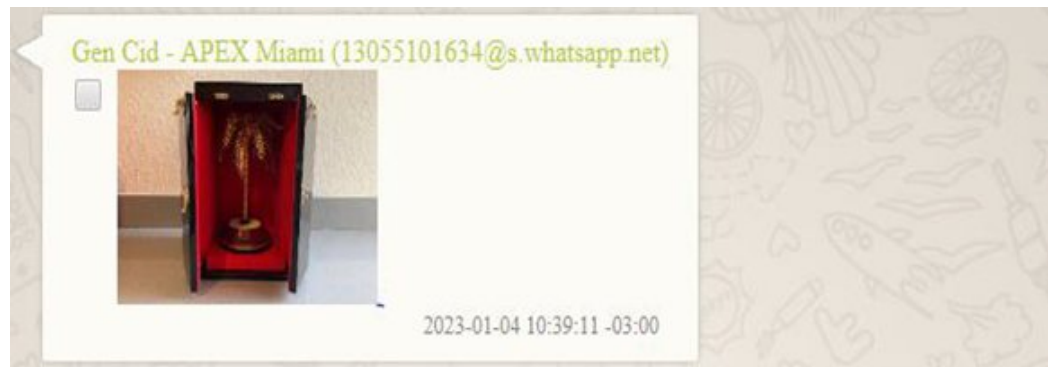 Gen Cid - APEX Miami (13055101634@s.whatsapp.net)
2023-01-04 10:39:11 -03:00